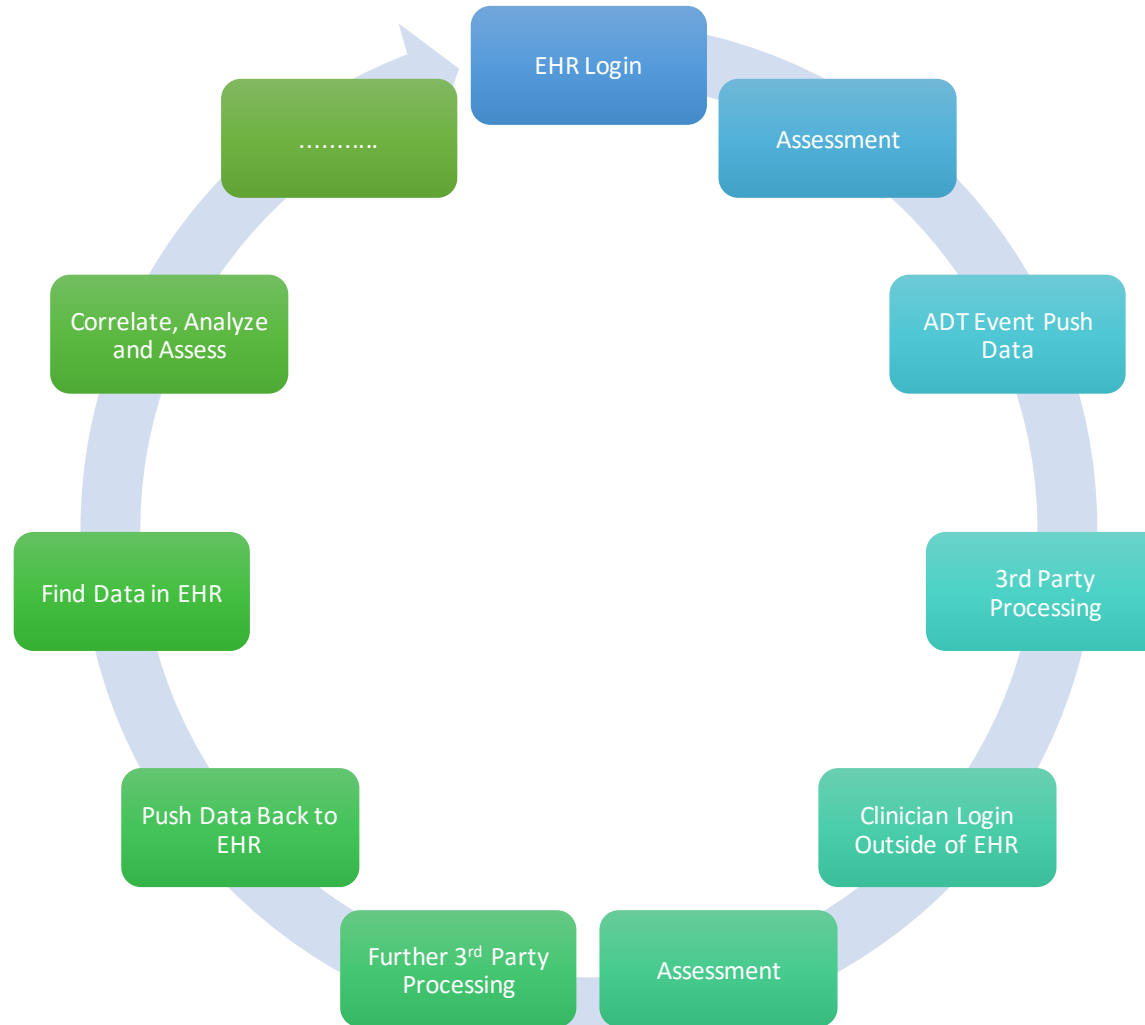 EHR Login
Assessment
ADT Event Push
Data
3rd Party
Processing
Clinician Login
Outside of EHR
Assessment
Further 3rd Party
Processing
Push Data Back to
EHR
Find Data in EHR
Correlate, Analyze
and Assess
………..